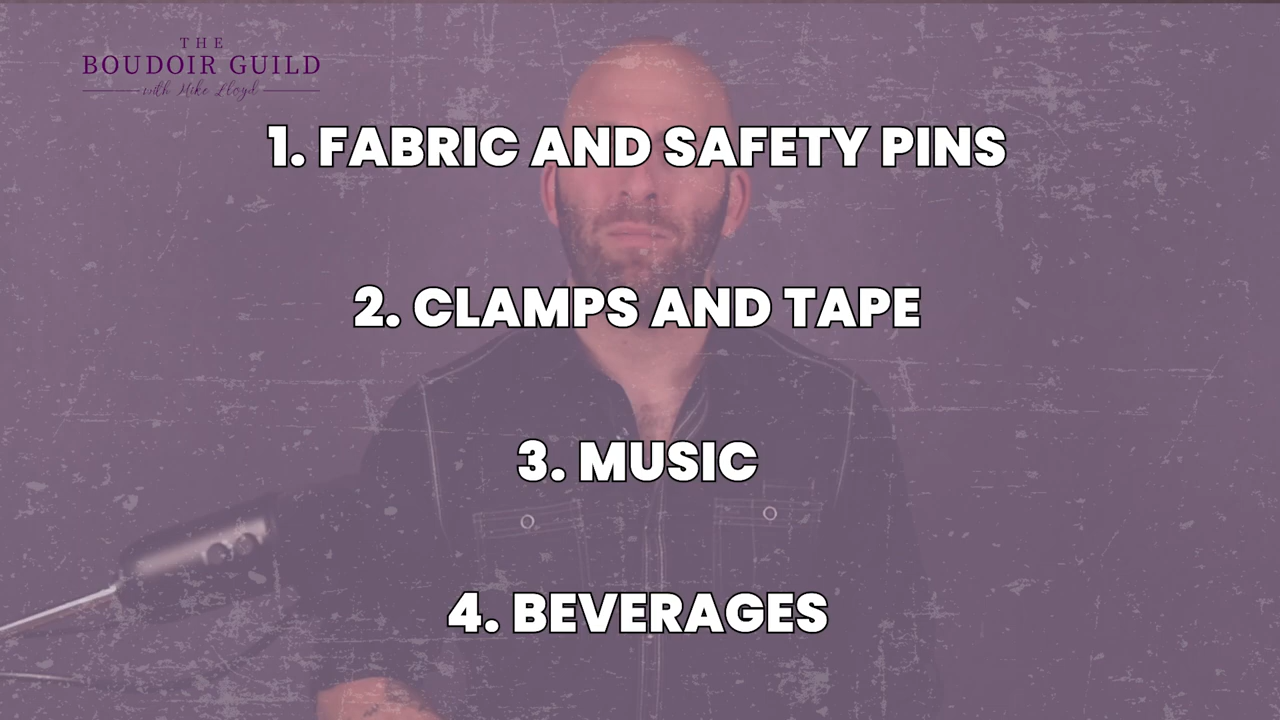 THE
BOUDOIR GUILD
with Mike Lloyd
1. FABRIC AND SAFETY PINS
2. CLAMPS AND TAPE
3. MUSIC
4. BEVERAGES